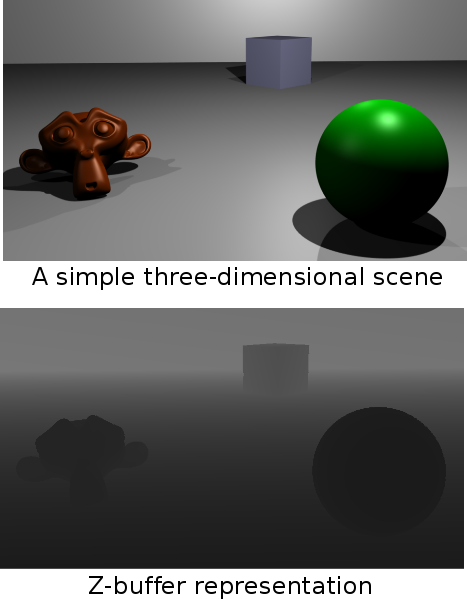 A simple three-dimensional scene
Z-buffer representation